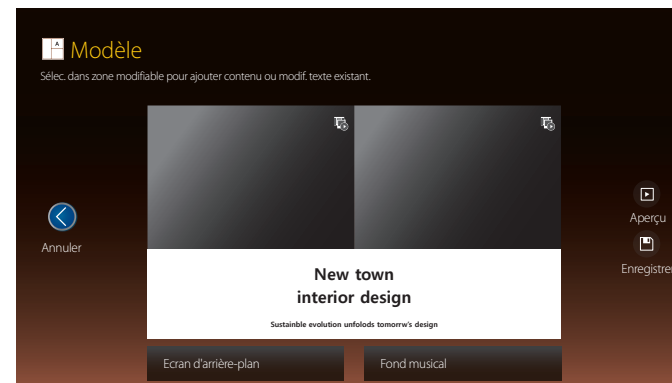 A
Modèle
Sélec. dans zone modifiable pour ajouter contenu ou modif. texte existant.
Annuler
New town
interior design
Sustainble evolution unfolods tomorrw's design
Aperçu
Enregistrer
Ecran d'arrière-plan
Fond musical